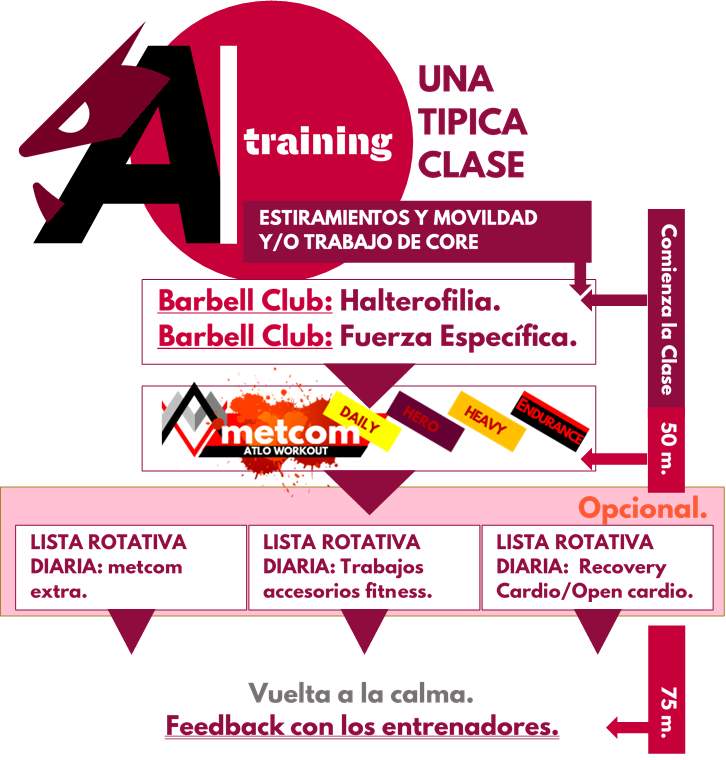 A
training
UNA
TIPICA
CLASE
ESTIRAMIENTOS Y MOVILDAD
Y/O TRABAJO DE CORE
Comienza la Clase
Barbell Club: Halterofilia.
Barbell Club: Fuerza Específica.
metcom
ATLO WORKOUT
DAILY
HERO
HEAVY
ENDURANCE
50 m.
Opcional.
LISTA ROTATIVA
DIARIA: metcom
extra.
LISTA ROTATIVA
DIARIA: Trabajos
accesorios fitness.
LISTA ROTATIVA
DIARIA: Recovery
Cardio/Open cardio.
Vuelta a la calma.
Feedback con los entrenadores.
75 m.